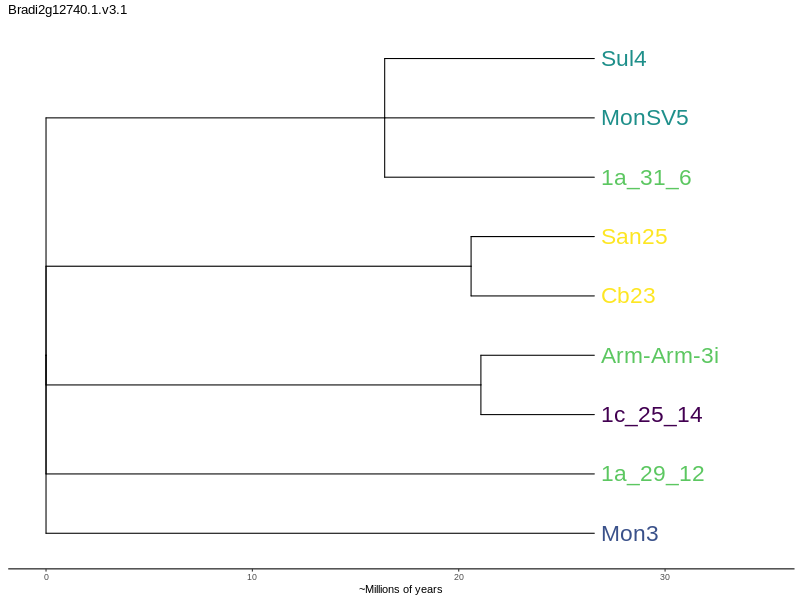 Bradi2g12740.1.v3.1
Sul4
MonSV5
1a_31_6
San25
Cb23
Arm-Arm-3i
1c_25_14
1a_29_12
Mon3
0 10 20 30
~Millions of years